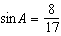 sin A = 8/17